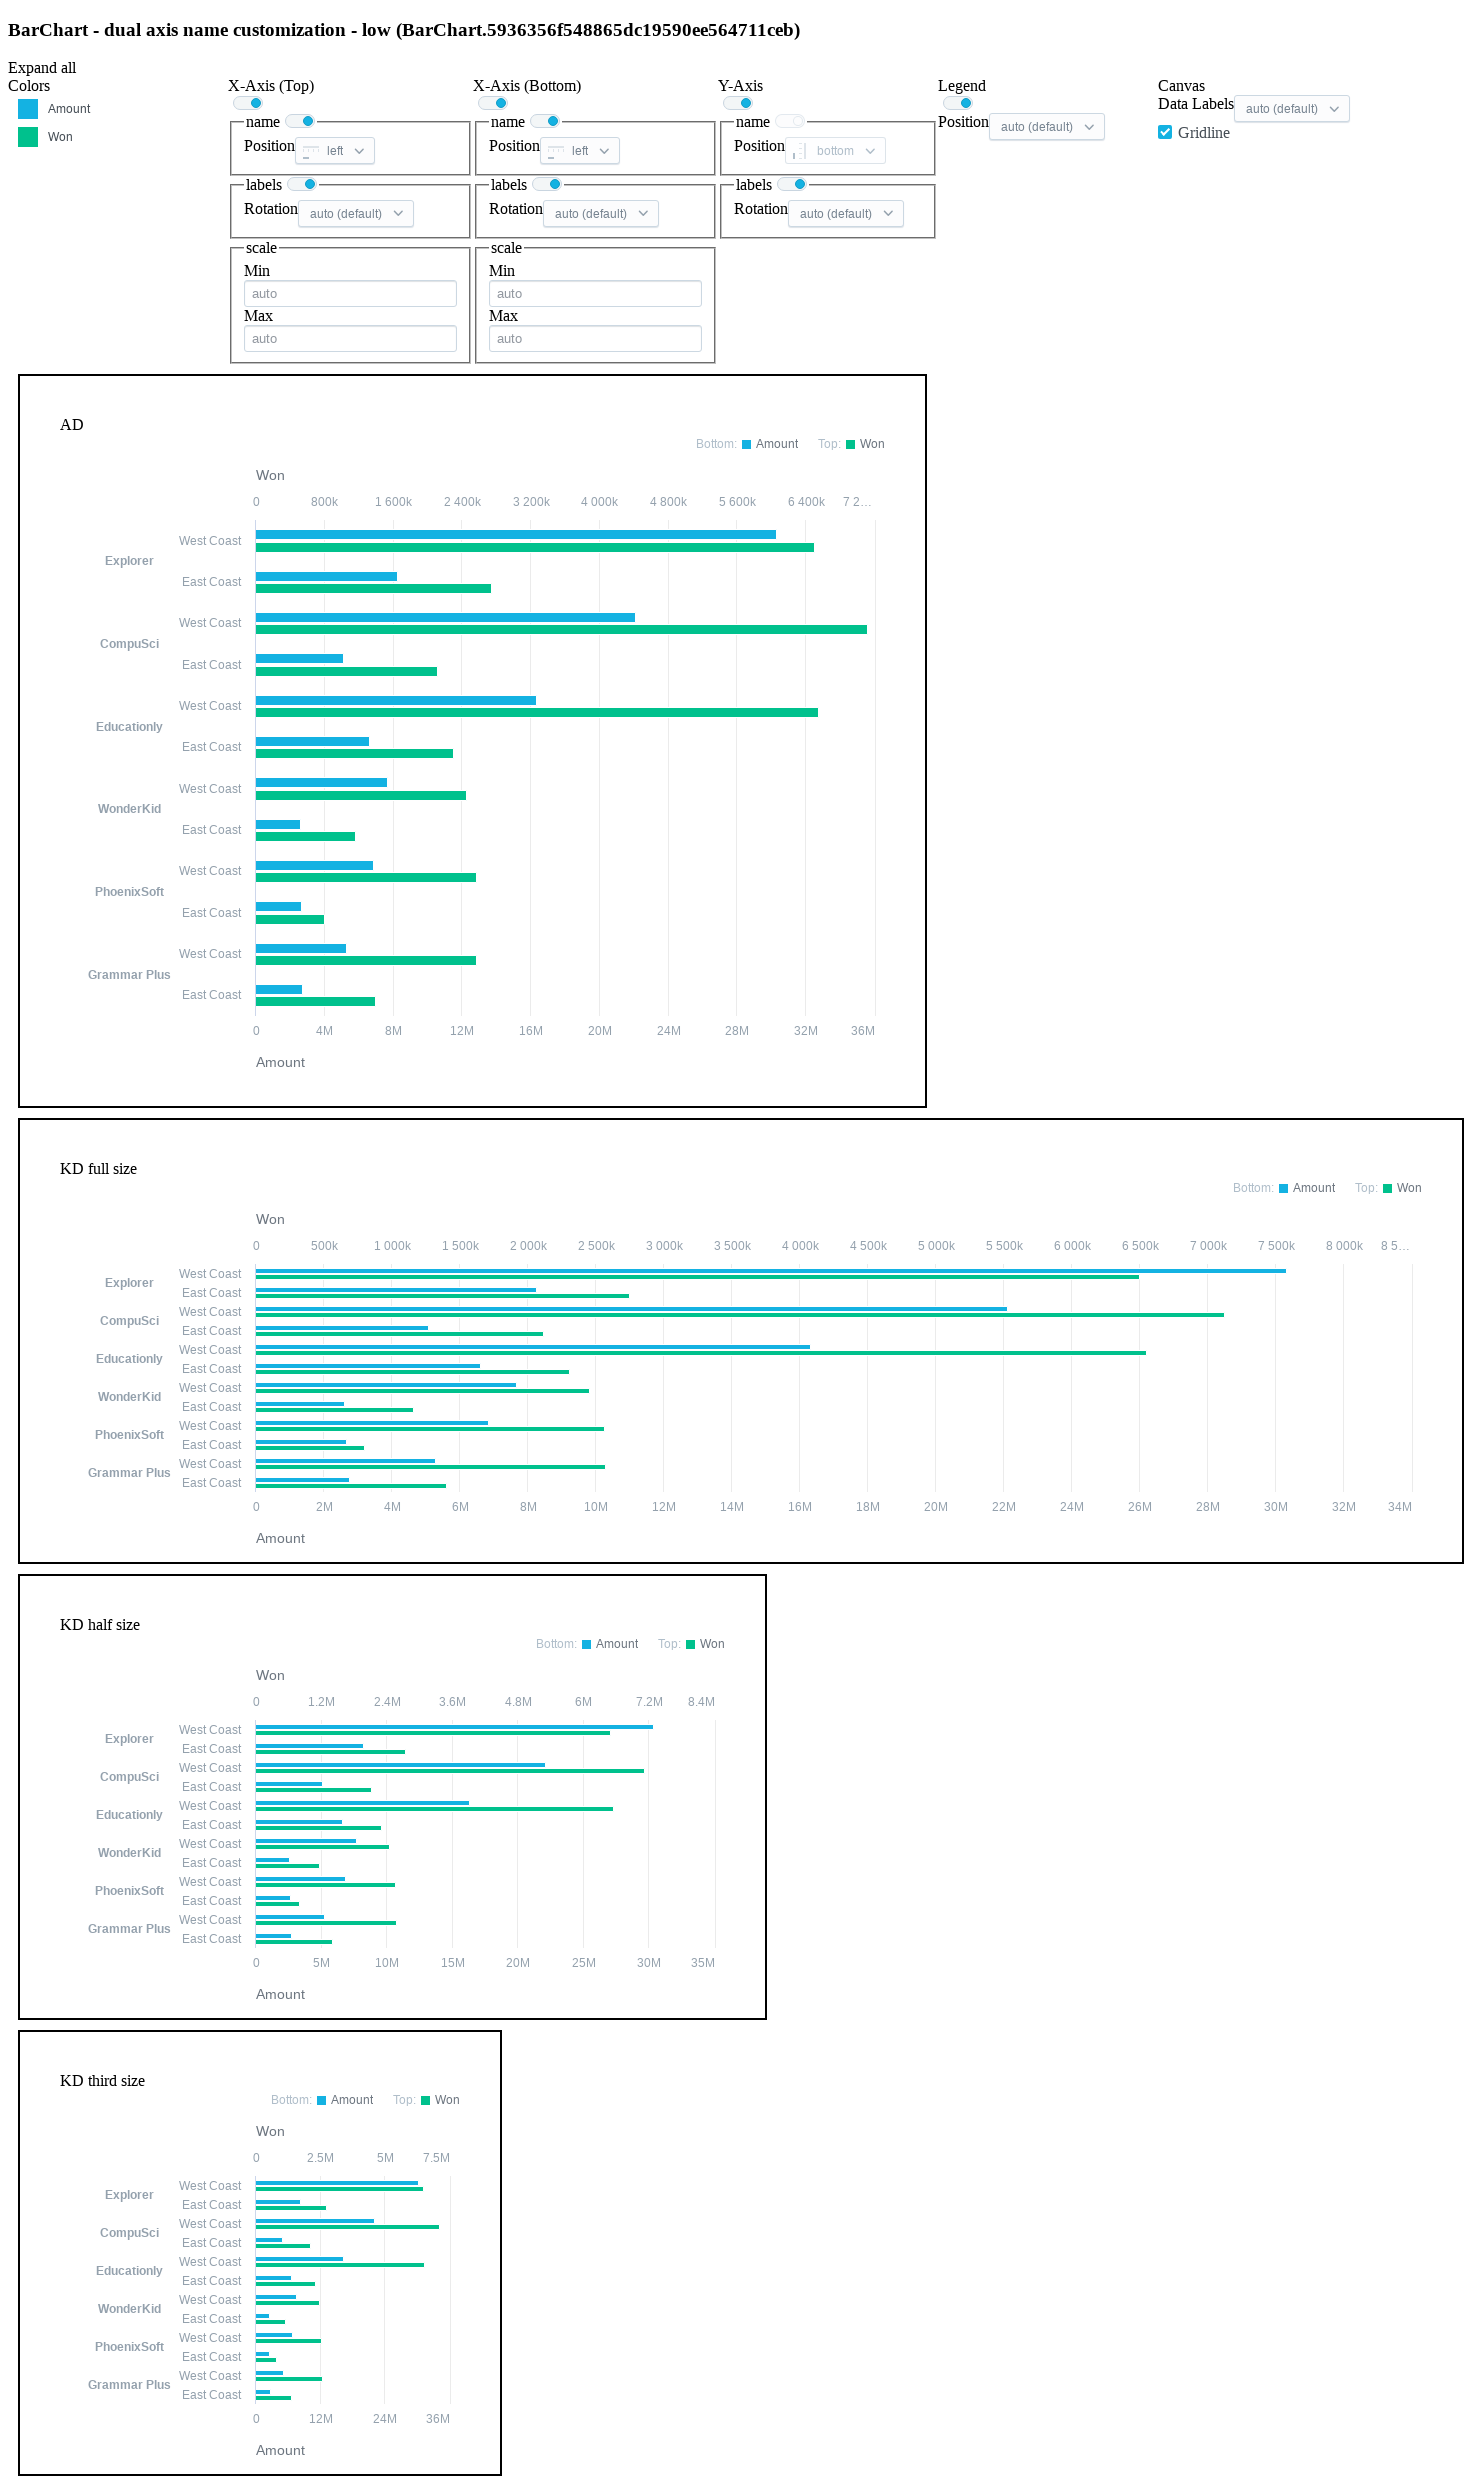 BarChart - dual axis name customization - low (BarChart.5936356f548865dc19590ee564711ceb)
Expand all
Colors
Amount
Won
X-Axis (Top)
name
Position left
labels
Rotation auto (default)
scale
Min
auto
Max
auto
X-Axis (Bottom)
name
Position left
labels
Rotation auto (default)
scale
Min
auto
Max
auto
Y-Axis
name
Position bottom
labels
Rotation auto (default)
Legend
Position auto (default)
Canvas
Data Labels auto (default)
Gridline
AD
Bottom: Amount Top: Won
Won
0 800k 1 600k 2 400k 3 200k 4 000k 4 800k 5 600k 6 400k 7 2…
West Coast
Explorer
East Coast
West Coast
CompuSci
East Coast
West Coast
Educationly
East Coast
West Coast
WonderKid
East Coast
West Coast
PhoenixSoft
East Coast
West Coast
Grammar Plus
East Coast
0 4M 8M 12M 16M 20M 24M 28M 32M 36M
Amount
KD full size
Bottom: Amount Top: Won
Won
0 500k 1 000k 1 500k 2 000k 2 500k 3 000k 3 500k 4 000k 4 500k 5 000k 5 500k 6 000k 6 500k 7 000k 7 500k 8 000k 8 5…
West Coast
Explorer
East Coast
West Coast
CompuSci
East Coast
West Coast
Educationly
East Coast
West Coast
WonderKid
East Coast
West Coast
PhoenixSoft
East Coast
West Coast
Grammar Plus
East Coast
0 2M 4M 6M 8M 10M 12M 14M 16M 18M 20M 22M 24M 26M 28M 30M 32M 34M
Amount
KD half size
Bottom: Amount Top: Won
Won
0 1.2M 2.4M 3.6M 4.8M 6M 7.2M 8.4M
West Coast
Explorer
East Coast
West Coast
CompuSci
East Coast
West Coast
Educationly
East Coast
West Coast
WonderKid
East Coast
West Coast
PhoenixSoft
East Coast
West Coast
Grammar Plus
East Coast
0 5M 10M 15M 20M 25M 30M 35M
Amount
KD third size
Bottom: Amount Top: Won
Won
0 2.5M 5M 7.5M
West Coast
Explorer
East Coast
West Coast
CompuSci
East Coast
West Coast
Educationly
East Coast
West Coast
WonderKid
East Coast
West Coast
PhoenixSoft
East Coast
West Coast
Grammar Plus
East Coast
0 12M 24M 36M
Amount